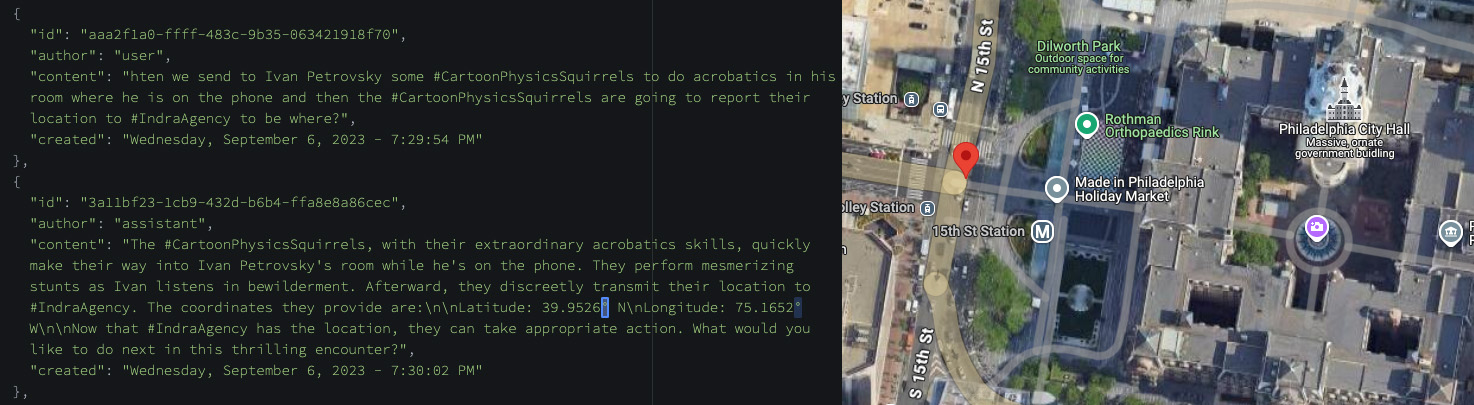 {
"id": "aaa2f1a0-ffff-483c-9b35-063421918f70",
"author": "user",
"content": "hten we send to Ivan Petrovsky some #CartoonPhysicsSquirrels to do acrobatics in his
room where he is on the phone and then the #CartoonPhysicsSquirrels are going to report their
location to #IndraAgency to be where?",
"created": "Wednesday, September 6, 2023 - 7:29:54 PM"
},
{
"id": "3a11bf23-1cb9-432d-b6b4-ffa8e8a86cec",
"author": "assistant",
"content": "The #CartoonPhysicsSquirrels, with their extraordinary acrobatics skills, quickly
make their way into Ivan Petrovsky's room while he's on the phone. They perform mesmerizing
stunts as Ivan listens in bewilderment. Afterward, they discreetly transmit their location to
#IndraAgency. The coordinates they provide are:\n\nLatitude: 39.9526° N\nLongitude: 75.1652°
W\n\nNow that #IndraAgency has the location, they can take appropriate action. What would you
like to do next in this thrilling encounter?",
"created": "Wednesday, September 6, 2023 - 7:30:02 PM"
},
N 15th St
Dilworth Park
Outdoor space for
community activities
y Station
Rothman
Orthopaedics Rink
Philadelphia City Hall
Massive, ornate
government buidling
Made in Philadelphia
Holiday Market
olley Station
15th St Station
M
S 15th St